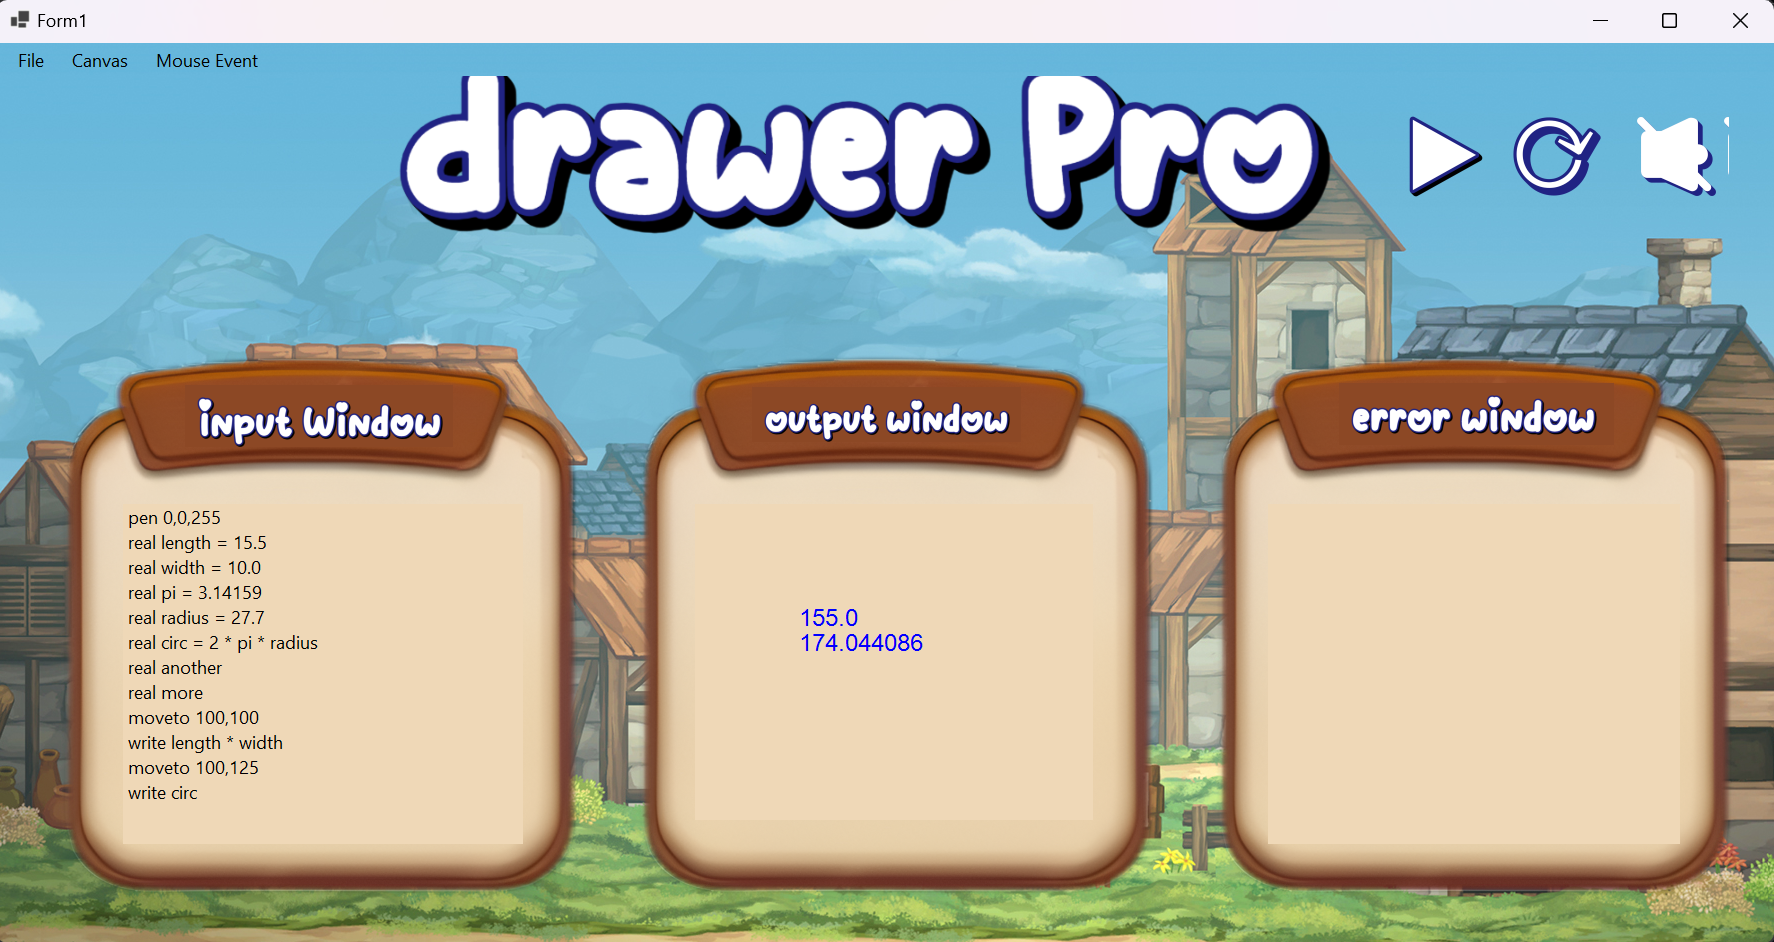 Form1
File Canvas Mouse Event
drawer Pro
input Window
pen 0,0,255
real length = 15.5
real width = 10.0
real pi = 3.14159
real radius = 27.7
real circ = 2 * pi * radius
real another
real more
moveto 100,100
write length * width
moveto 100,125
write circ
output window
155.0
174.044086
error window